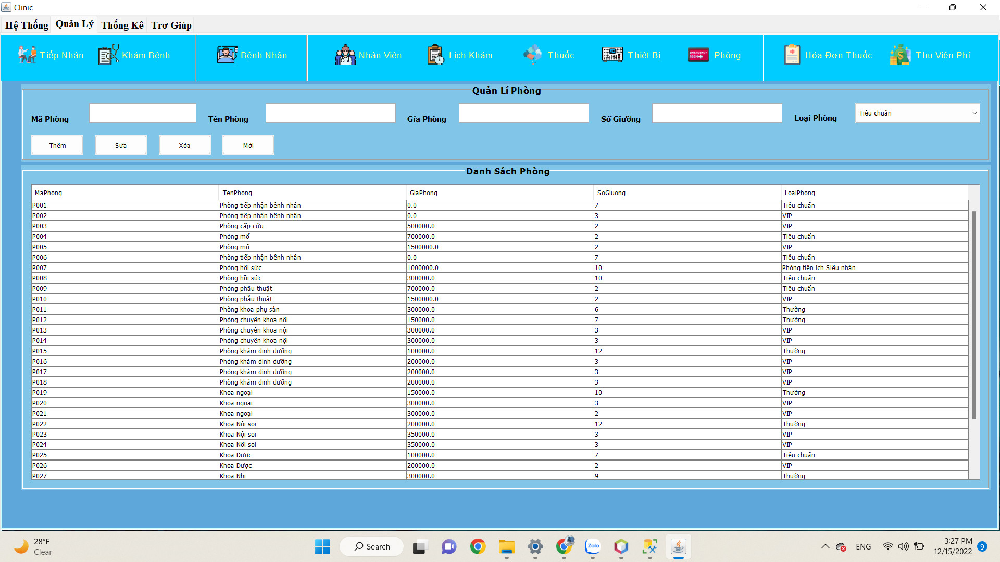 Clinic
Hệ Thống Quản Lý Thống Kê Trơ Giúp
Tiếp Nhận Khám Bệnh Bệnh Nhân Nhân Viên Lịch Khám Thuốc Thiêt Bị EMERGENCY ROOM Phòng Hóa Đơn Thuốc Thu Viện Phí
Quản Lí Phòng
Mã Phòng Tên Phòng Gía Phòng Số Giường Loại Phòng Tiêu chuẩn
Thêm Sửa Xóa Mới
Danh Sách Phòng
MaPhong TenPhong GiaPhong SoGiuong LoaiPhong
P001 Phòng tiếp nhận bênh nhân 0.0 7 Tiêu chuẩn
P002 Phòng tiếp nhận bênh nhân 0.0 3 VIP
P003 Phòng cấp cứu 500000.0 2 VIP
P004 Phòng mổ 700000.0 2 Tiêu chuẩn
P005 Phòng mổ 1500000.0 2 VIP
P006 Phòng tiếp nhận bênh nhân 0.0 7 Tiêu chuẩn
P007 Phòng hồi sức 1000000.0 10 Phòng tiện ích Siêu nhân
P008 Phòng hồi sức 300000.0 10 Tiêu chuẩn
P009 Phòng phẫu thuật 700000.0 2 Tiêu chuẩn
P010 Phòng phẫu thuật 1500000.0 2 VIP
P011 Phòng khoa phụ sản 300000.0 6 Thường
P012 Phòng chuyên khoa nội 150000.0 7 Thường
P013 Phòng chuyên khoa nội 300000.0 3 VIP
P014 Phòng chuyên khoa nội 300000.0 3 VIP
P015 Phòng khám dinh dưỡng 100000.0 12 Thường
P016 Phòng khám dinh dưỡng 200000.0 3 VIP
P017 Phòng khám dinh dưỡng 200000.0 3 VIP
P018 Phòng khám dinh dưỡng 200000.0 3 VIP
P019 Khoa ngoại 150000.0 10 Thường
P020 Khoa ngoại 300000.0 3 VIP
P021 Khoa ngoại 300000.0 2 VIP
P022 Khoa Nội soi 200000.0 12 Thường
P023 Khoa Nội soi 350000.0 3 VIP
P024 Khoa Nội soi 350000.0 3 VIP
P025 Khoa Dược 100000.0 7 Tiêu chuẩn
P026 Khoa Dược 200000.0 2 VIP
P027 Khoa Nhi 300000.0 9 Thường
28°F
Clear
Search
Zalo
ENG
3:27 PM
12/15/2022
9